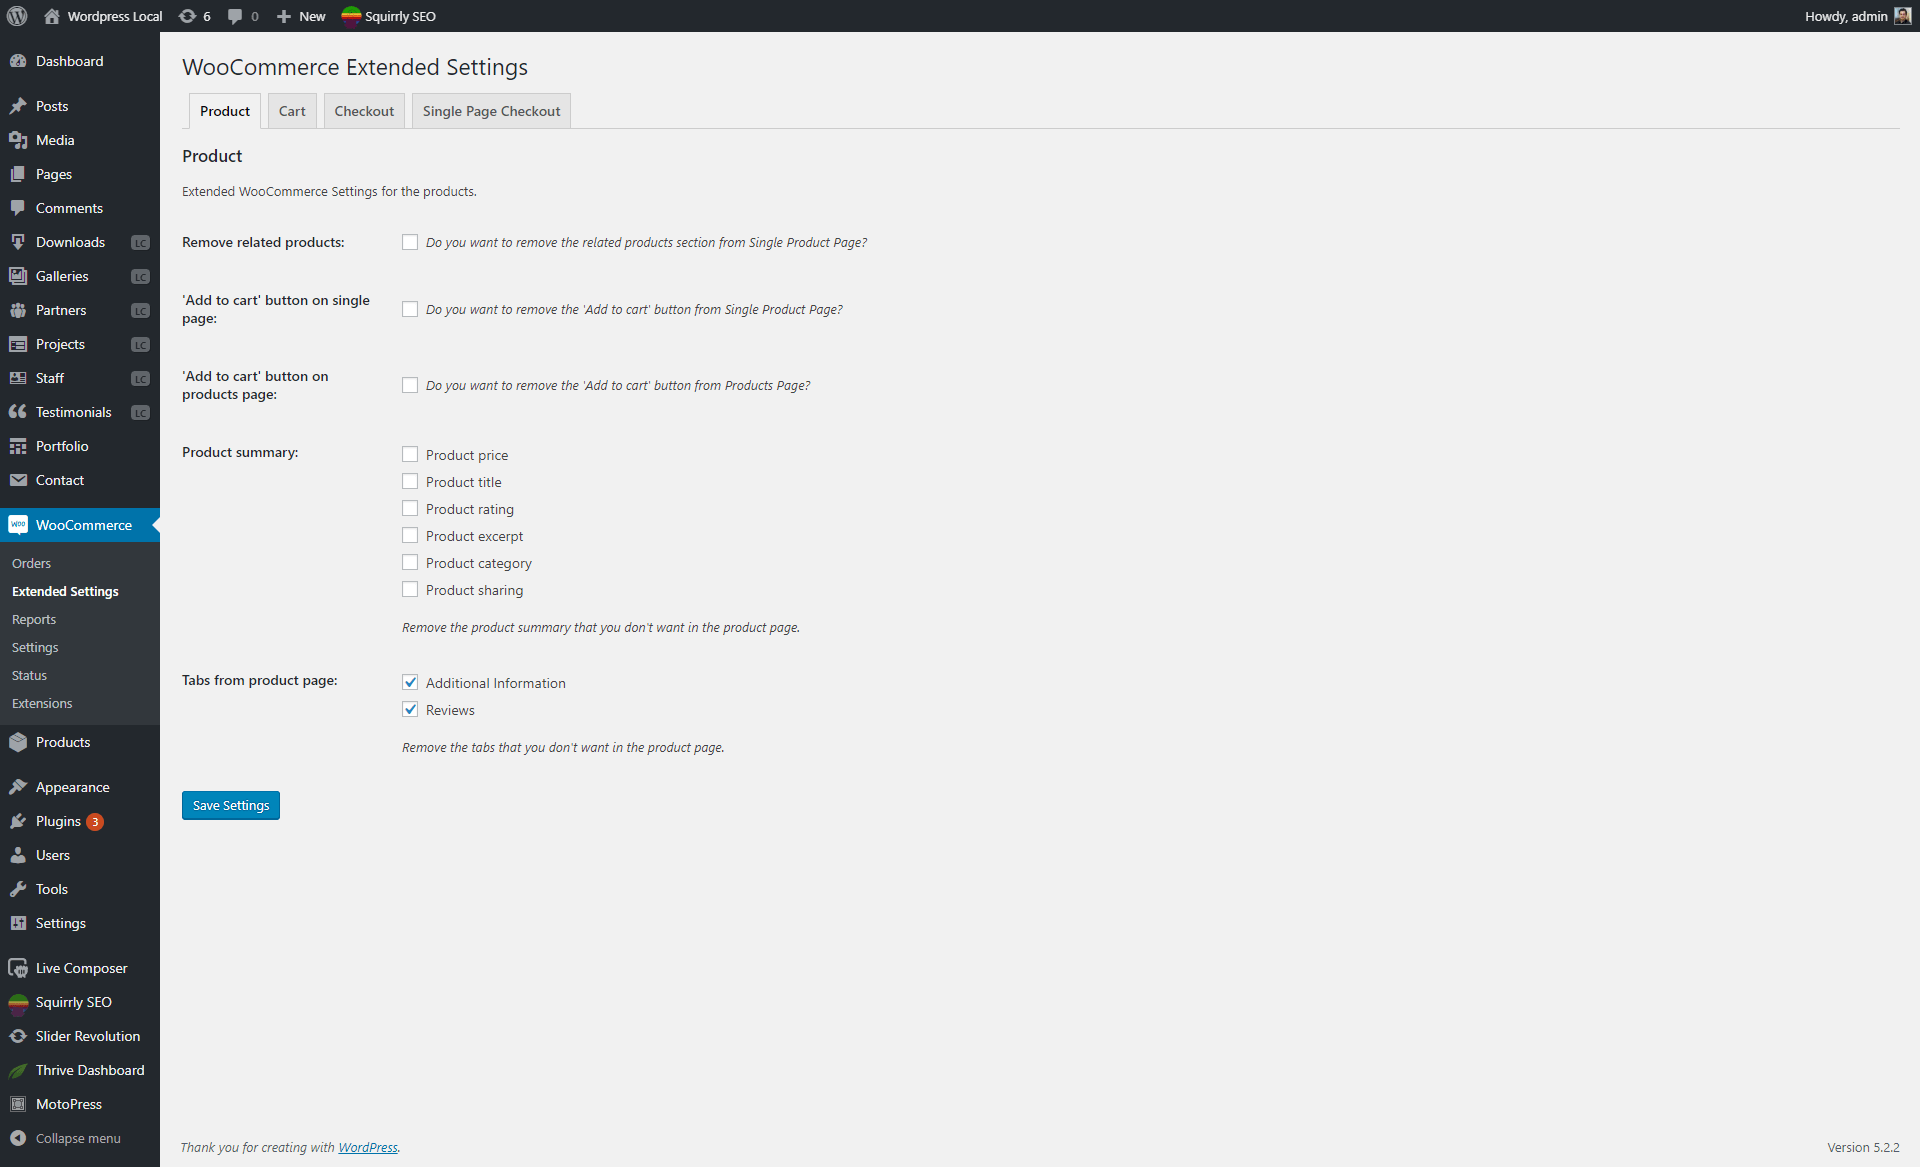 Wordpress Local
6
0
New
Squirrly SEO
Howdy, admin
Dashboard
Posts
Media
Pages
Comments
Downloads LC
Galleries LC
Partners LC
Projects LC
Staff LC
Testimonials LC
Portfolio
Contact
Woo WooCommerce
Orders
Extended Settings
Reports
Settings
Status
Extensions
Products
Appearance
Plugins 3
Users
Tools
Settings
Live Composer
Squirrly SEO
Slider Revolution
Thrive Dashboard
MotoPress
Collapse menu
WooCommerce Extended Settings
Product
Cart
Checkout
Single Page Checkout
Product
Extended WooCommerce Settings for the products.
Remove related products:
Do you want to remove the related products section from Single Product Page?
'Add to cart' button on single
page:
Do you want to remove the 'Add to cart' button from Single Product Page?
'Add to cart' button on
products page:
Do you want to remove the 'Add to cart' button from Products Page?
Product summary:
Product price
Product title
Product rating
Product excerpt
Product category
Product sharing
Remove the product summary that you don't want in the product page.
Tabs from product page:
Additional Information
Reviews
Remove the tabs that you don't want in the product page.
Save Settings
Thank you for creating with WordPress.
Version 5.2.2